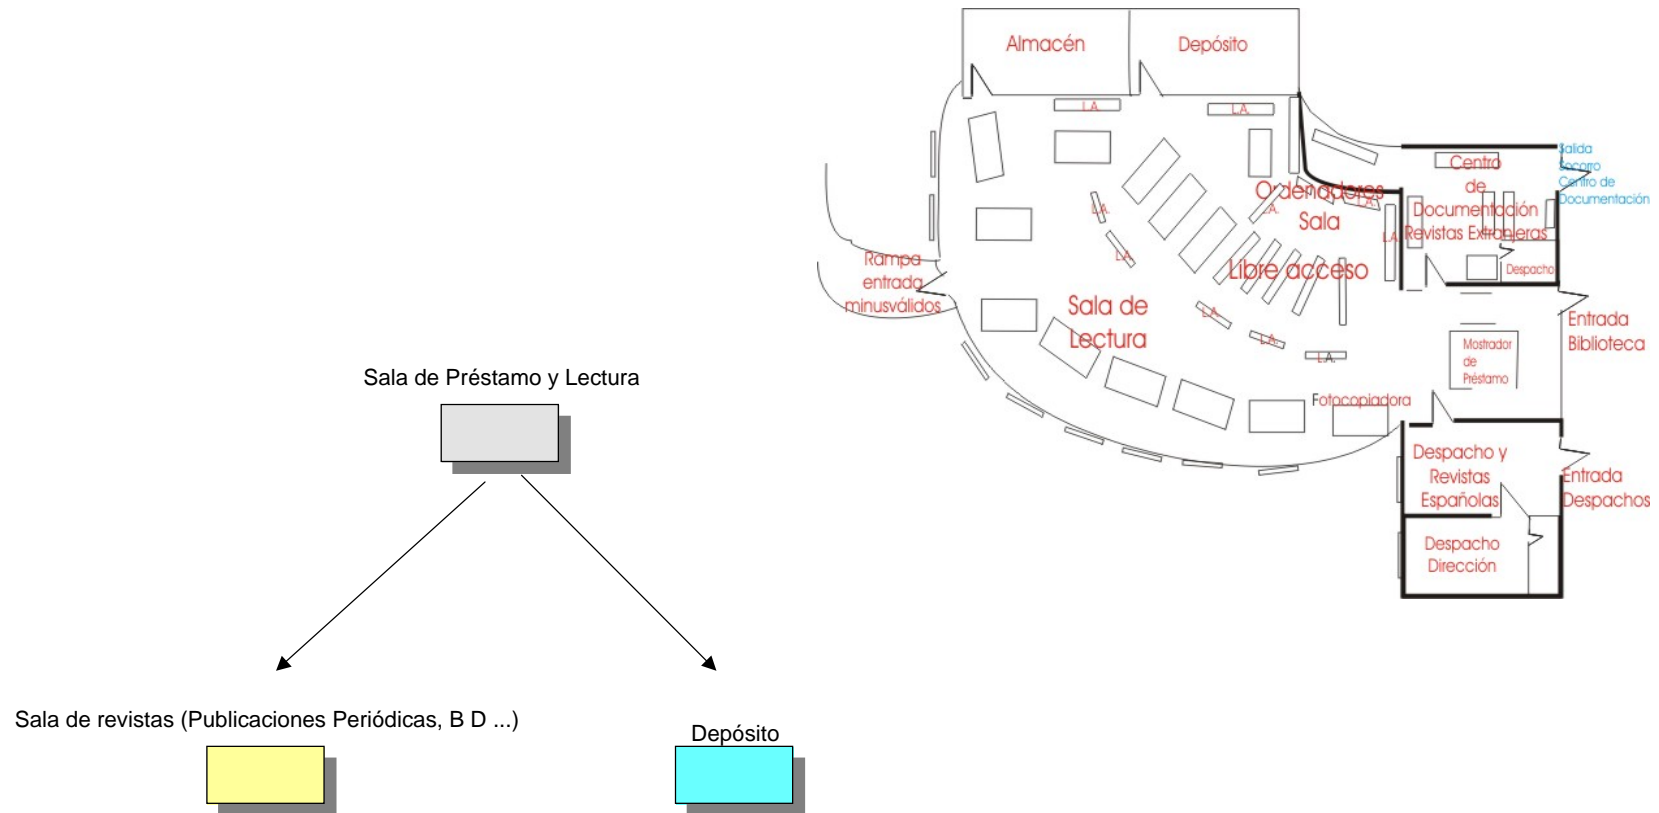 Almacén
Depósito
L.A.
L.A.
Salida
Socorro
Centro de
Documentación
Centro
de
Documentación
Revistas Extranjeras
Despacho
Ordenadores
Sala
L.A.
L.A.
L.A.
L.A.
L.A.
Libre acceso
Rampa
entrada
minusválidos
Sala de
Lectura
L.A.
L.A.
L.A.
Entrada
Biblioteca
Mostrador
de
Préstamo
Fotocopiadora
Despacho y
Revistas
Españolas
Entrada
Despachos
Despacho
Dirección
Sala de Préstamo y Lectura
Sala de revistas (Publicaciones Periódicas, B D ...)
Depósito